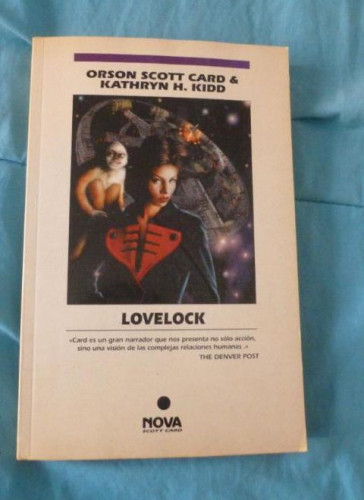 ORSON SCOTT CARD &
KATHRYN H. KIDD
LOVELOCK
«Card es un gran narrador que nos presenta no sólo acción,
sino una visión de las complejas relaciones humanas .»
THE DENVER POST
NOVA
SCOTT CARD